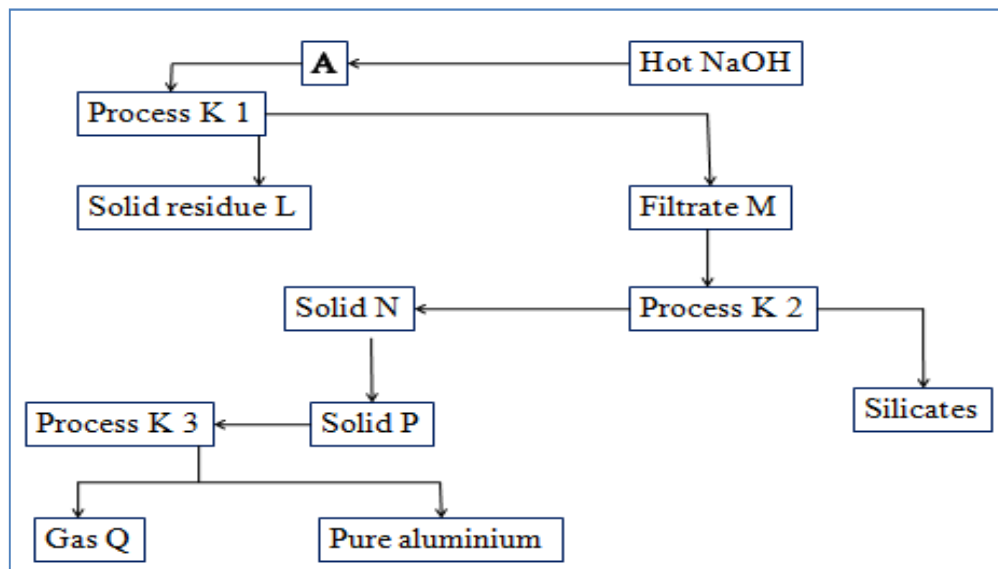 A
Hot NaOH
Process K 1
Solid residue L
Filtrate M
Solid N
Process K 2
Process K 3
Solid P
Silicates
Gas Q
Pure aluminium